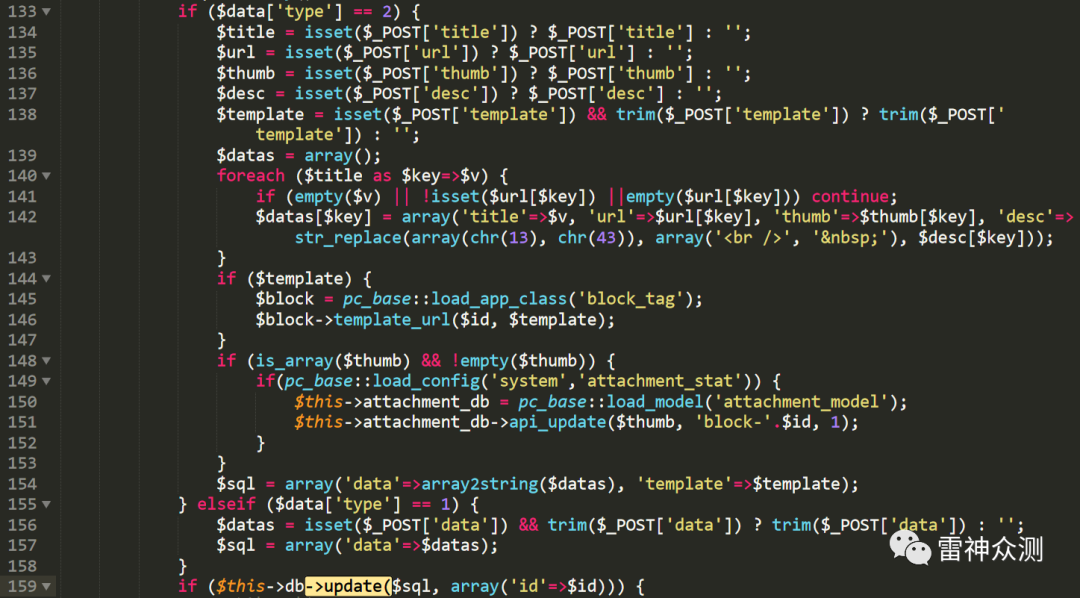 133 if ($data['type'] == 2) {
134 $title = isset($_POST['title']) ? $_POST['title'] : '';
135 $url = isset($_POST['url']) ? $_POST['url'] : '';
136 $thumb = isset($_POST['thumb']) ? $_POST['thumb'] : '';
137 $desc = isset($_POST['desc']) ? $_POST['desc'] : '';
138 $template = isset($_POST['template']) && trim($_POST['template']) ? trim($_POST['
template']) : '';
139 $datas = array();
140 foreach ($title as $key=>$v) {
141 if (empty($v) || !isset($url[$key]) ||empty($url[$key])) continue;
142 $datas[$key] = array('title'=>$v, 'url'=>$url[$key], 'thumb'=>$thumb[$key], 'desc'=>
str_replace(array(chr(13), chr(43)), array('<br />', '&nbsp;'), $desc[$key]));
143 }
144 if ($template) {
145 $block = pc_base::load_app_class('block_tag');
146 $block->template_url($id, $template);
147 }
148 if (is_array($thumb) && !empty($thumb)) {
149 if(pc_base::load_config('system','attachment_stat')) {
150 $this->attachment_db = pc_base::load_model('attachment_model');
151 $this->attachment_db->api_update($thumb, 'block-'.$id, 1);
152 }
153 }
154 $sql = array('data'=>array2string($datas), 'template'=>$template);
155 } elseif ($data['type'] == 1) {
156 $datas = isset($_POST['data']) && trim($_POST['data']) ? trim($_POST['data']) : '';
157 $sql = array('data'=>$datas);
158 }
159 if ($this->db->update($sql, array('id'=>$id))) {
雷神众测